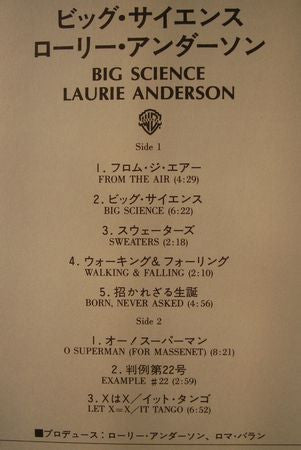 ビッグ・サイエンス
ローリー・アンダーソン
BIG SCIENCE
LAURIE ANDERSON
Side 1
1. フロム・ジ・エアー
FROM THE AIR (4:29)
2. ビッグ・サイエンス
BIG SCIENCE (6:22)
3. スウェーターズ
SWEATERS (2:18)
4. ウォーキング& フォーリング
WALKING & FALLING (2:10)
5. 招かれざる生誕
BORN, NEVER ASKED (4:56)
Side 2
1. オー!スーパーマン
O SUPERMAN (FOR MASSENET) (8:21)
2. 判例第22号
EXAMPLE #22 (2:59)
3. XはX/イット・タンゴ
LET X=X/IT TANGO (6:52)
■プロデュース:ローリー・アンダーソン、ロマ・バラン